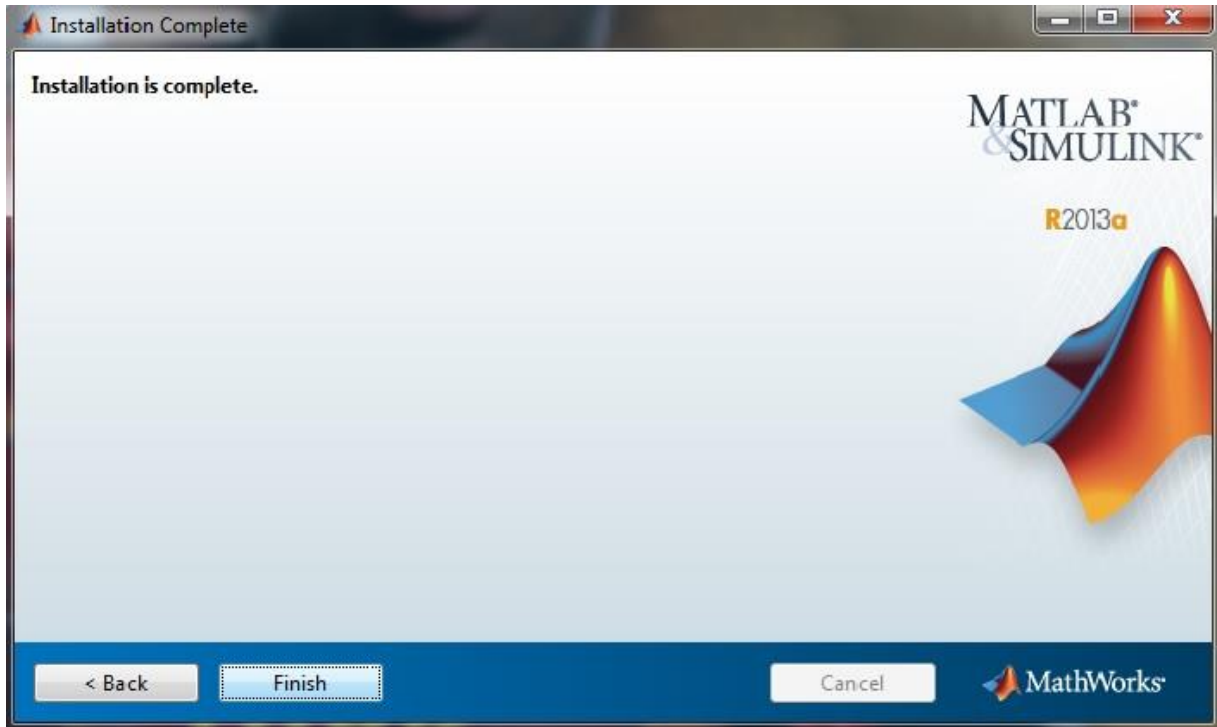 Installation Complete
Installation is complete.
MATLAB®
&SIMULINK®
R2013a
< Back
Finish
Cancel
MathWorks®